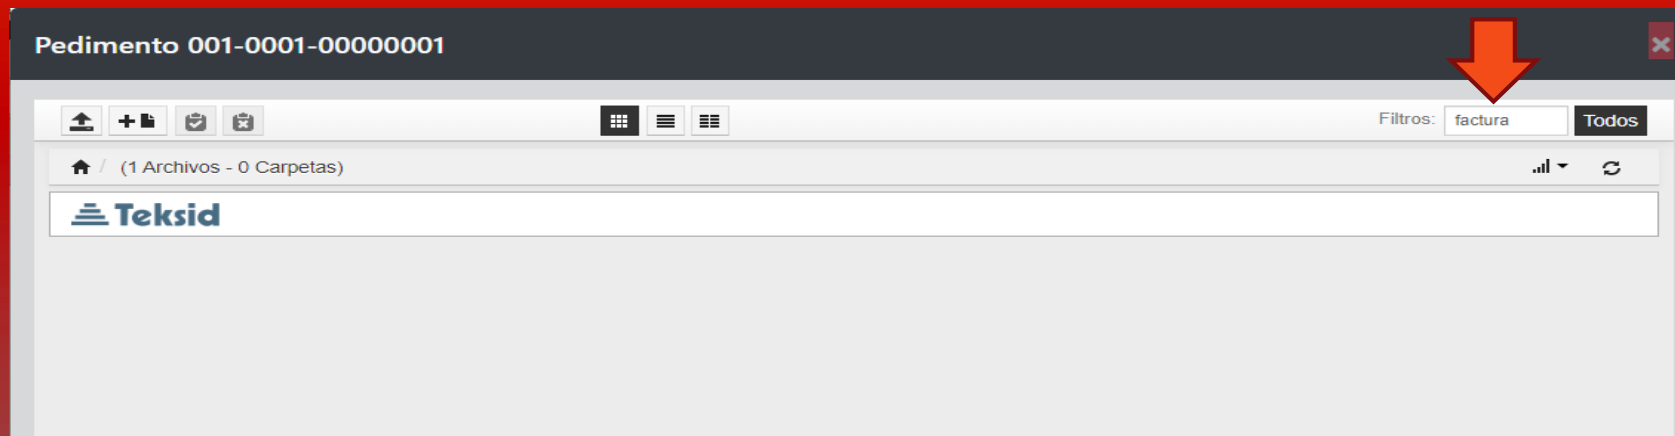 Pedimento 001-0001-00000001
Filtros: factura Todos
/ (1 Archivos - 0 Carpetas)
Teksid